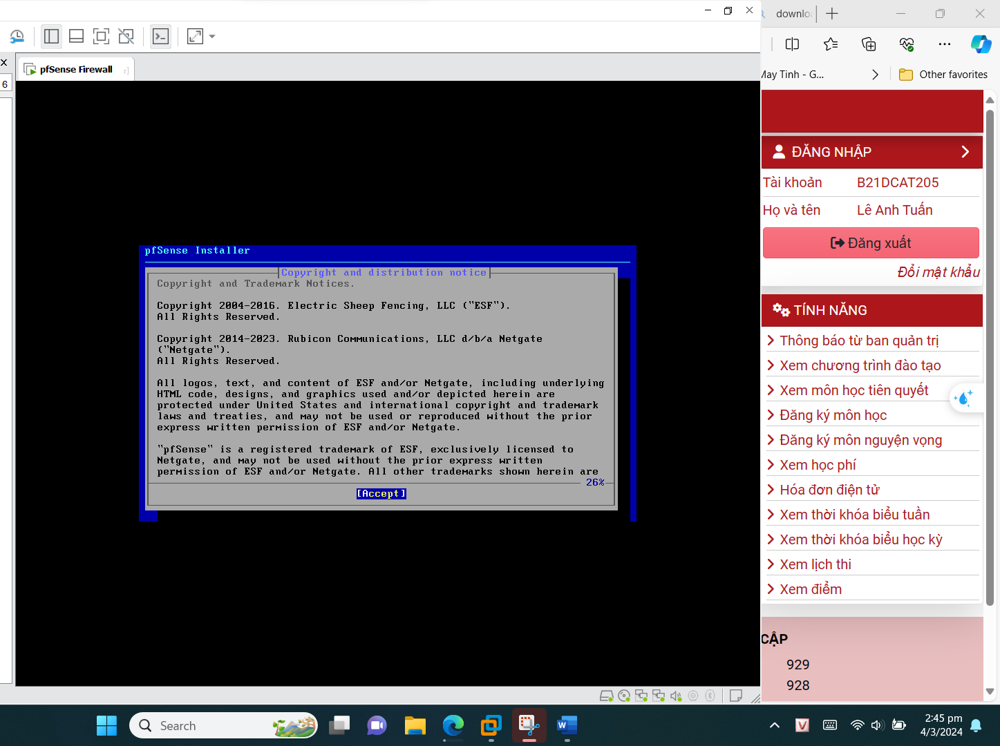 downlo
pfSense Firewall
6
May Tinh - G...
Other favorites
ĐĂNG NHẬP
Tài khoản B21DCAT205
Họ và tên Lê Anh Tuấn
Đăng xuất
Đổi mật khẩu
TÍNH NĂNG
Thông báo từ ban quản trị
Xem chương trình đào tạo
Xem môn học tiên quyết
Đăng ký môn học
Đăng ký môn nguyện vọng
Xem học phí
Hóa đơn điện tử
Xem thời khóa biểu tuần
Xem thời khóa biểu học kỳ
Xem lịch thi
Xem điểm
CẬP
929
928
pfSense Installer
Copyright and distribution notice
Copyright and Trademark Notices.
Copyright 2004-2016. Electric Sheep Fencing, LLC ("ESF").
All Rights Reserved.
Copyright 2014-2023. Rubicon Communications, LLC d/b/a Netgate
("Netgate").
All Rights Reserved.
All logos, text, and content of ESF and/or Netgate, including underlying
HTML code, designs, and graphics used and/or depicted herein are
protected under United States and international copyright and trademark
laws and treaties, and may not be used or reproduced without the prior
express written permission of ESF and/or Netgate.
"pfSense" is a registered trademark of ESF, exclusively licensed to
Netgate, and may not be used without the prior express written
permission of ESF and/or Netgate. All other trademarks shown herein are
26%
[Accept]
Search
2:45 pm
4/3/2024